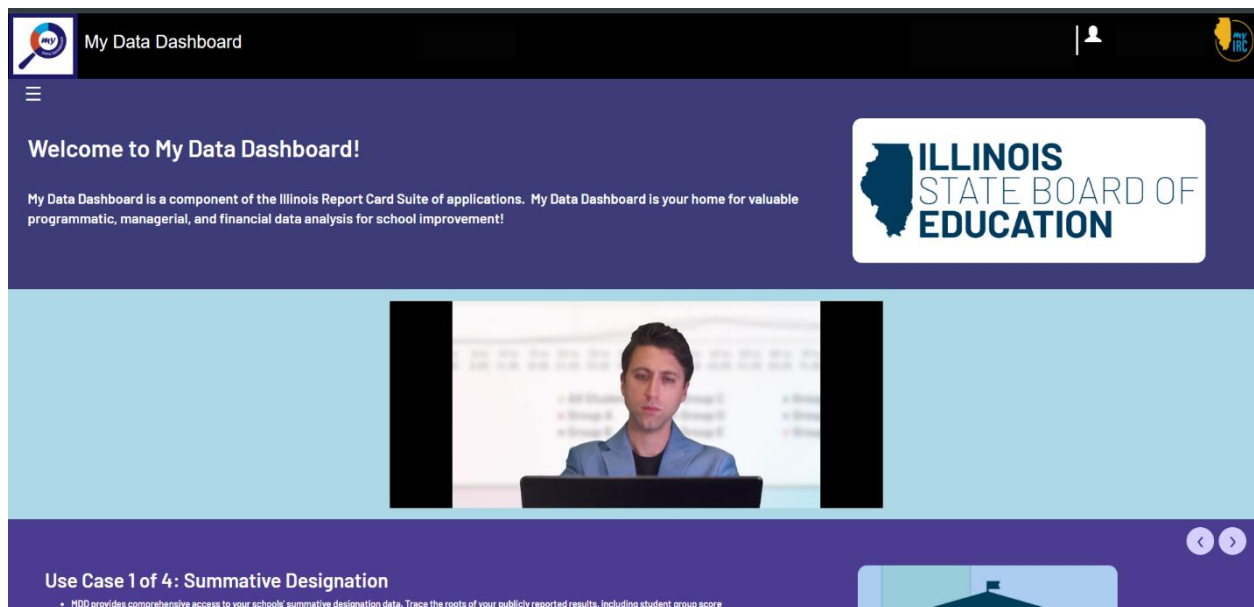 my
My Data Dashboard
my
IRC
Welcome to My Data Dashboard!
My Data Dashboard is a component of the Illinois Report Card Suite of applications. My Data Dashboard is your home for valuable
programmatic, managerial, and financial data analysis for school improvement!
ILLINOIS
STATE BOARD OF
EDUCATION
Group C
Group A
Group D
Group B
Group E
Use Case 1 of 4: Summative Designation
• MDD provides comprehensive access to your schools' summative designation data. Trace the roots of your publicly reported results, including student group score